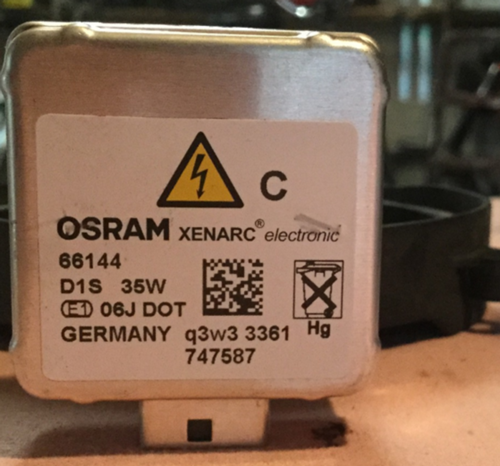 C
OSRAM XENARC® electronic
66144
D1S 35W
E1 06J DOT
GERMANY q3w3 3361
Hg
747587